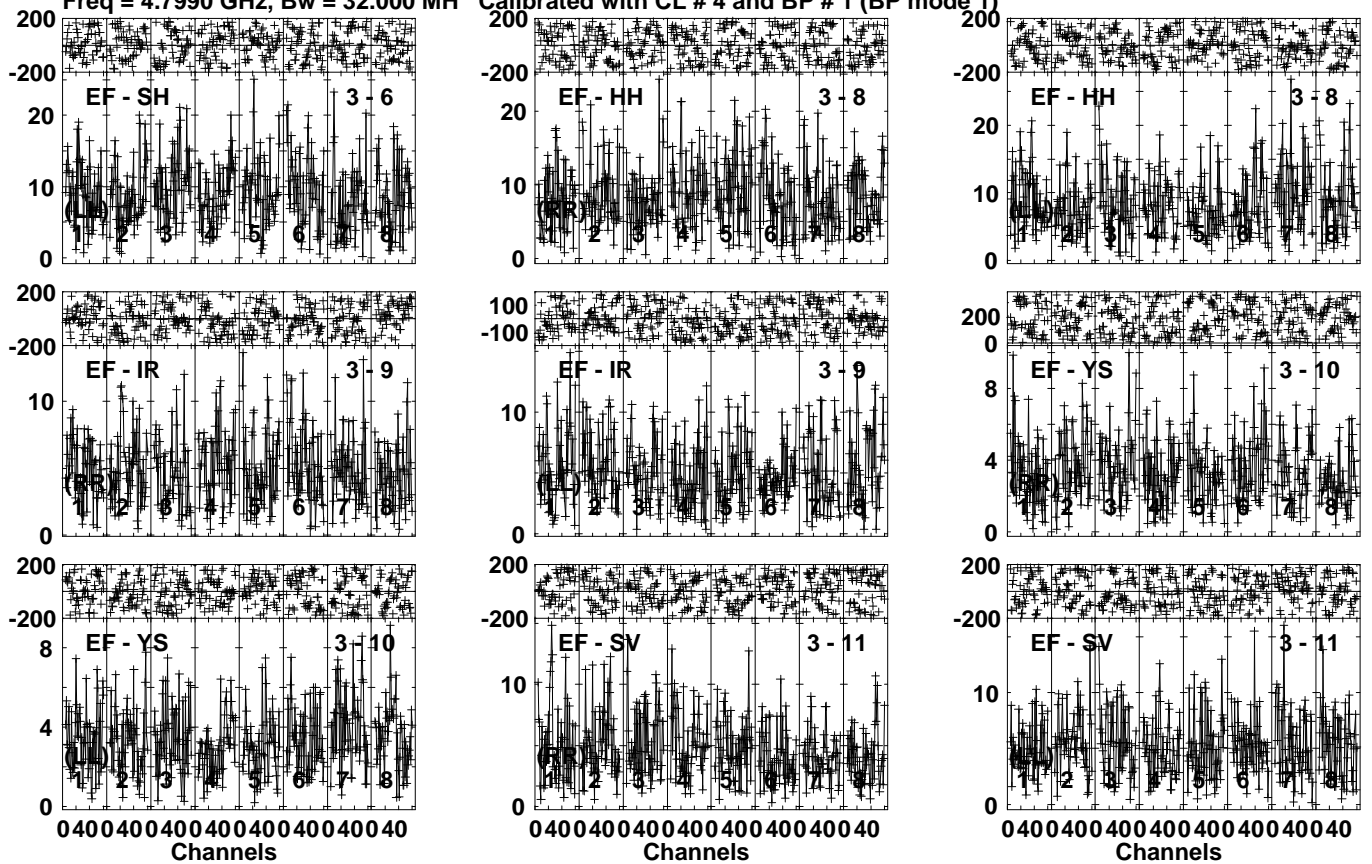 Freq = 4.7990 GHz, Bw = 32.000 MH Calibrated with CL # 4 and BP # 1 (BP mode 1)
200 200 200
-200 -200 -200
EF - SH 3 - 6 EF - HH 3 - 8 EF - HH 3 - 8
20 20 20
10 10 10
(LL) (RR) (LL)
1 2 3 4 5 6 7 8 1 2 3 4 5 6 7 8 1 2 3 4 5 6 7 8
0 0 0
200 100 200
-200 -100 0
EF - IR 3 - 9 EF - IR 3 - 9 EF - YS 3 - 10
10 10 8
4
(RR) (LL) (RR)
1 2 3 4 5 6 7 8 1 2 3 4 5 6 7 8 1 2 3 4 5 6 7 8
0 0 0
200 200 200
-200 -200 -200
EF - YS 3 - 10 EF - SV 3 - 11 EF - SV 3 - 11
8 10 10
4
(LL) (RR) (LL)
1 2 3 4 5 6 7 8 1 2 3 4 5 6 7 8 1 2 3 4 5 6 7 8
0 0 0
0 40 0 40 0 40 0 40 0 40 0 40 0 40 0 40 0 40 0 40 0 40 0 40 0 40 0 40 0 40 0 40 0 40 0 40 0 40 0 40 0 40 0 40 0 40 0 40
Channels Channels Channels